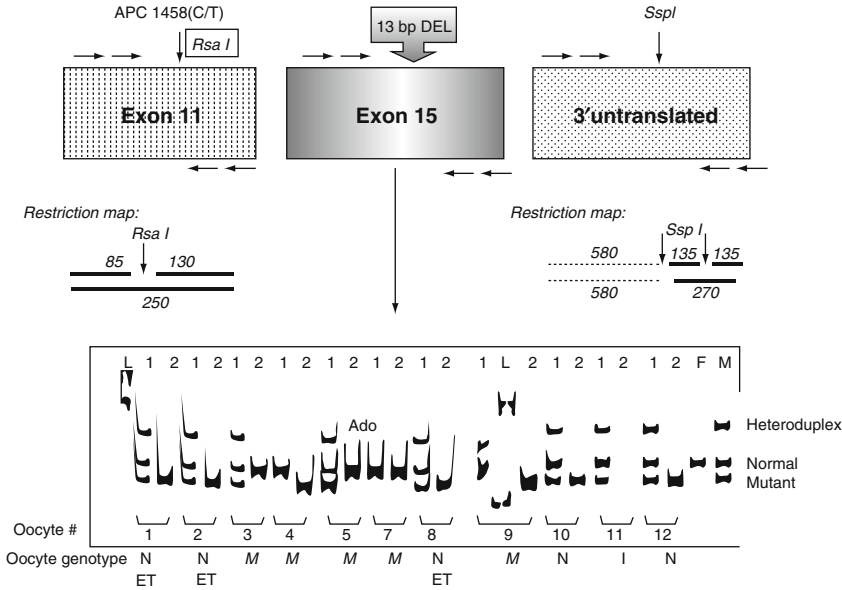 APC 1458(C/T)
Rsa I
13 bp DEL
SspI
Exon 11
Exon 15
3′untranslated
Restriction map:
Rsa I
85 130
250
Restriction map:
Ssp I
580 135 135
580 270
L 1 2 1 2 1 2 1 2 1 2 1 2 1 2 1 L 2 1 2 1 2 1 2 F M
Ado
Heteroduplex
Normal
Mutant
Oocyte # 1 2 3 4 5 7 8 9 10 11 12
Oocyte genotype N N M M M M N M N I N
ET ET ET